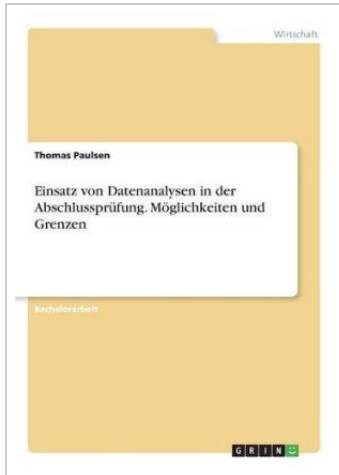 Wirtschaft
Thomas Paulsen
Einsatz von Datenanalysen in der
Abschlussprüfung. Möglichkeiten und
Grenzen
Bachelorarbeit
GRIN